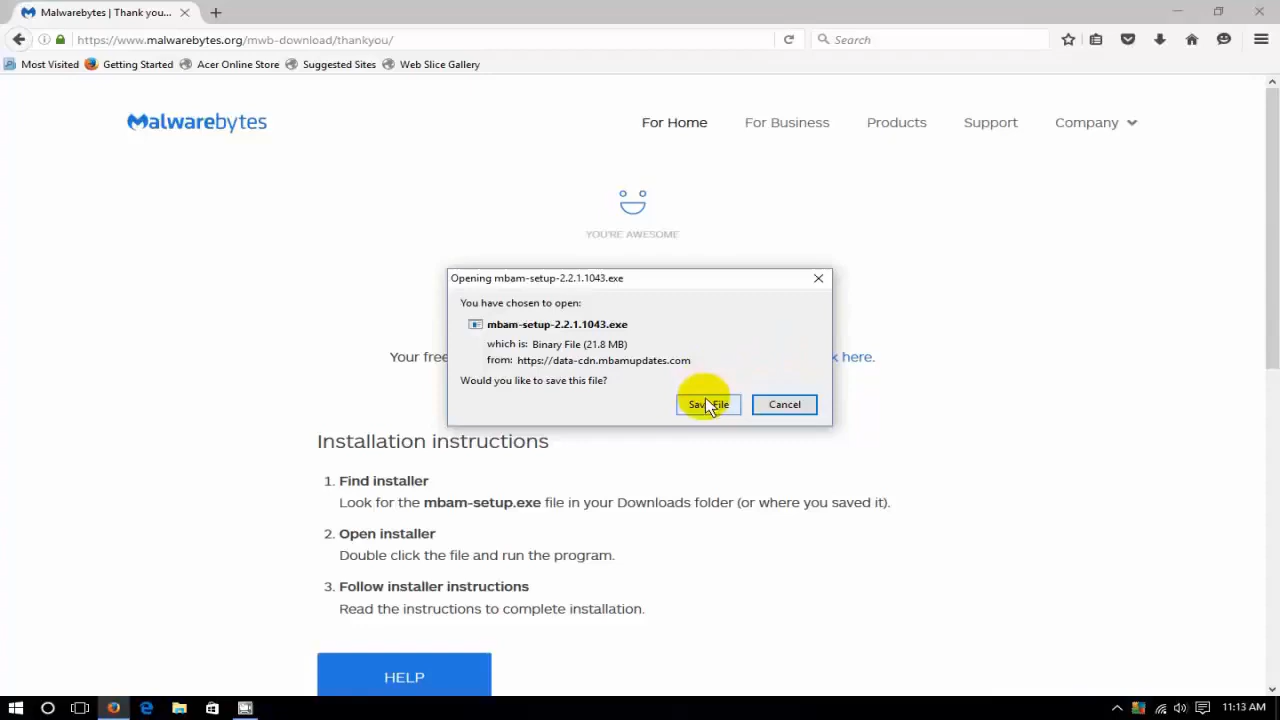 Malwarebytes | Thank you...
https://www.malwarebytes.org/mwb-download/thankyou/
Search
Most Visited Getting Started Acer Online Store Suggested Sites Web Slice Gallery
Malwarebytes For Home For Business Products Support Company
YOU'RE AWESOME
Opening mbam-setup-2.2.1.1043.exe
You have chosen to open:
mbam-setup-2.2.1.1043.exe
which is: Binary File (21.8 MB)
from: https://data-cdn.mbamupdates.com
Your free
here.
Would you like to save this file?
Save File Cancel
Installation instructions
1. Find installer
Look for the mbam-setup.exe file in your Downloads folder (or where you saved it).
2. Open installer
Double click the file and run the program.
3. Follow installer instructions
Read the instructions to complete installation.
HELP
11:13 AM